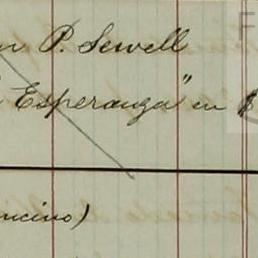 n P. Sewell
Esperanza" en $
ncino)